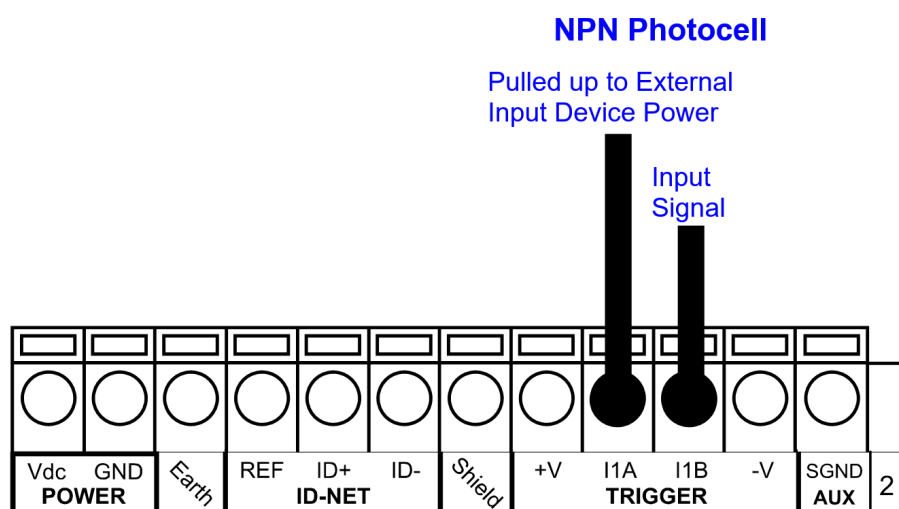 NPN Photocell
Pulled up to External
Input Device Power
Input
Signal
Vdc GND Earth REF ID+ ID- Shield +V I1A I1B -V SGND 2
POWER ID-NET TRIGGER AUX